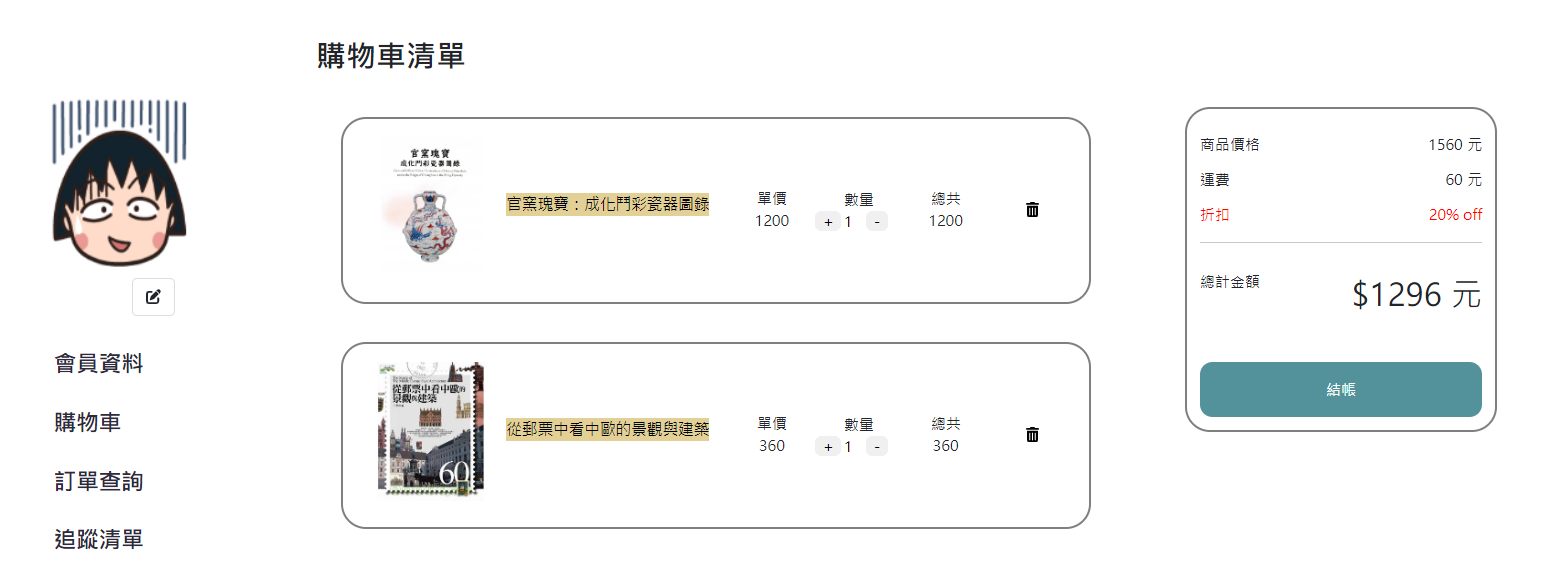 購物車清單
會員資料
購物車
訂單查詢
追蹤清單
官窯瑰寶
成化鬥彩瓷器圖錄
官窯瑰寶：成化鬥彩瓷器圖錄
單價
1200
數量
+ 1 -
總共
1200
從郵票中看中歐的
景觀與建築
60
從郵票中看中歐的景觀與建築
單價
360
數量
+ 1 -
總共
360
商品價格 1560 元
運費 60 元
折扣 20% off
總計金額 $1296 元
結帳